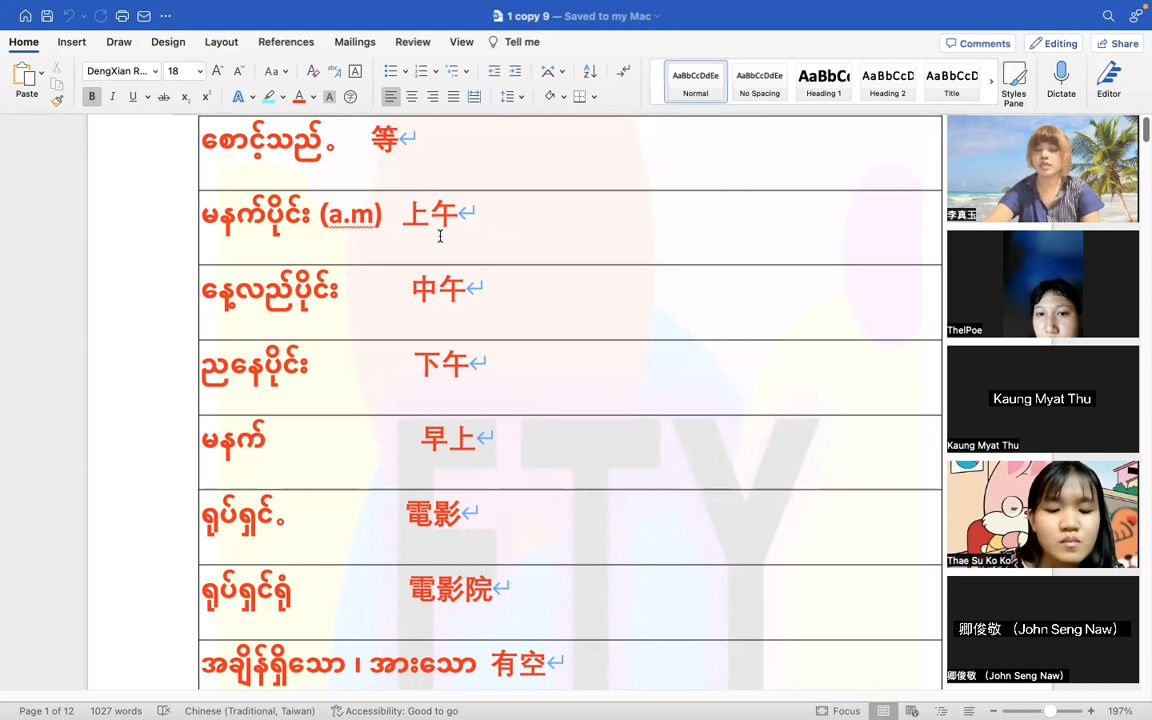 1 copy 9 — Saved to my Mac
Home Insert Draw Design Layout References Mailings Review View Tell me Comments Editing Share
Paste DengXian R... 18 Aa
AaBbCcDdEe Normal AaBbCcDdEe No Spacing AaBbC Heading 1 AaBbCcD Heading 2 AaBbCcD Title Styles Pane Dictate Editor
စောင့်သည်။ 等
မနက်ပိုင်း (a.m) 上午
နေ့လည်ပိုင်း 中午
ညနေပိုင်း 下午
မနက် 早上
ရုပ်ရှင်။ 電影
ရုပ်ရှင်ရုံ 電影院
အချိန်ရှိသော ၊ အားသော 有空
FTY
李真玉
ThelPoe
Kaung Myat Thu
Kaung Myat Thu
Thae Su Ko Ko
卿俊敬 （John Seng Naw）
卿俊敬 （John Seng Naw）
Page 1 of 12 1027 words Chinese (Traditional, Taiwan) Accessibility: Good to go Focus 197%